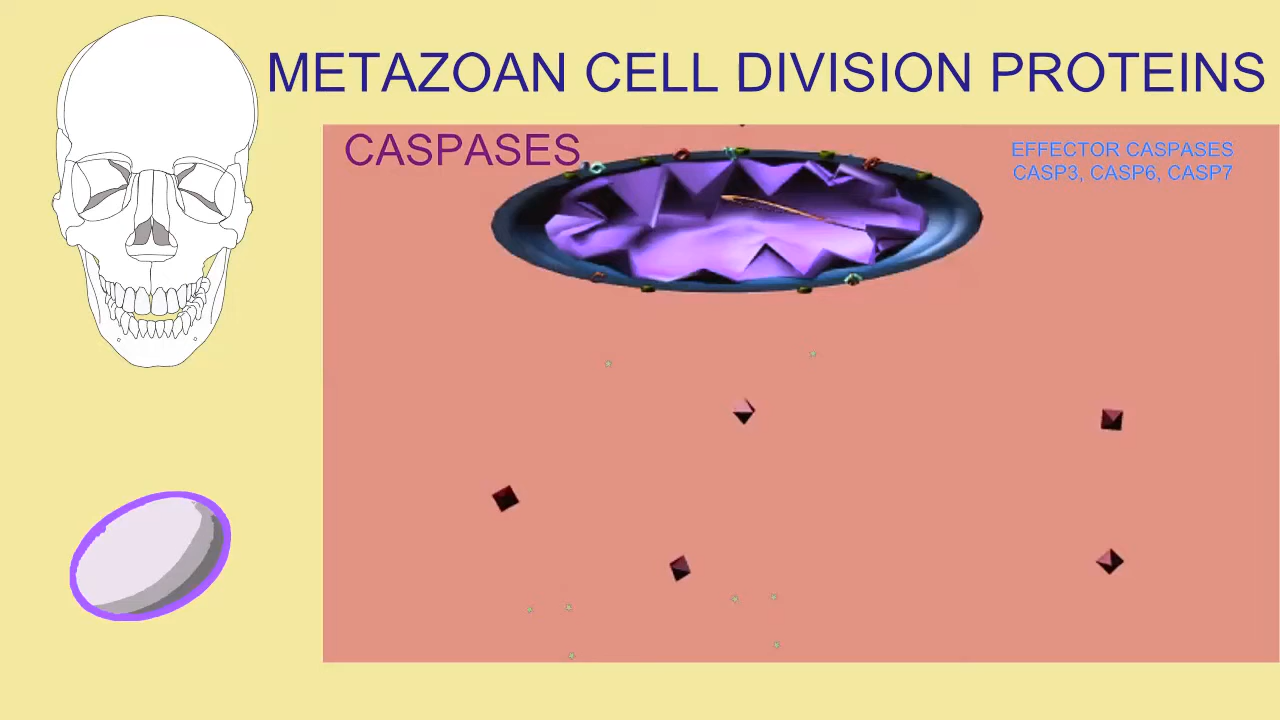 METAZOAN CELL DIVISION PROTEINS
CASPASES
EFFECTOR CASPASES
CASP3, CASP6, CASP7